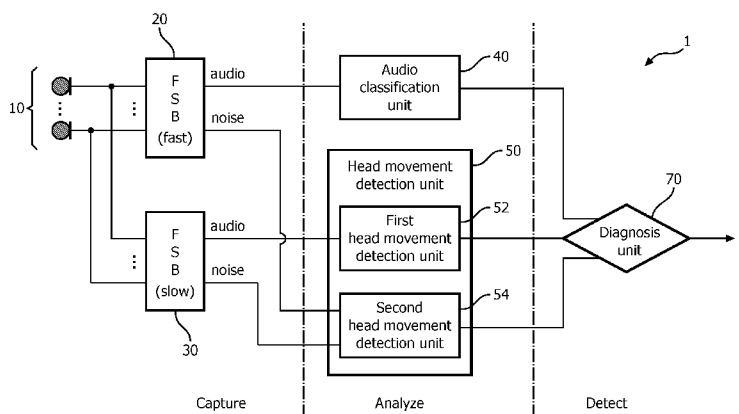 20
40
1
10
F
S
B
(fast)
audio
noise
Audio
classification
unit
50
Head movement
detection unit
52
First
head movement
detection unit
70
Diagnosis
unit
F
S
B
(slow)
audio
noise
54
Second
head movement
detection unit
30
Capture
Analyze
Detect